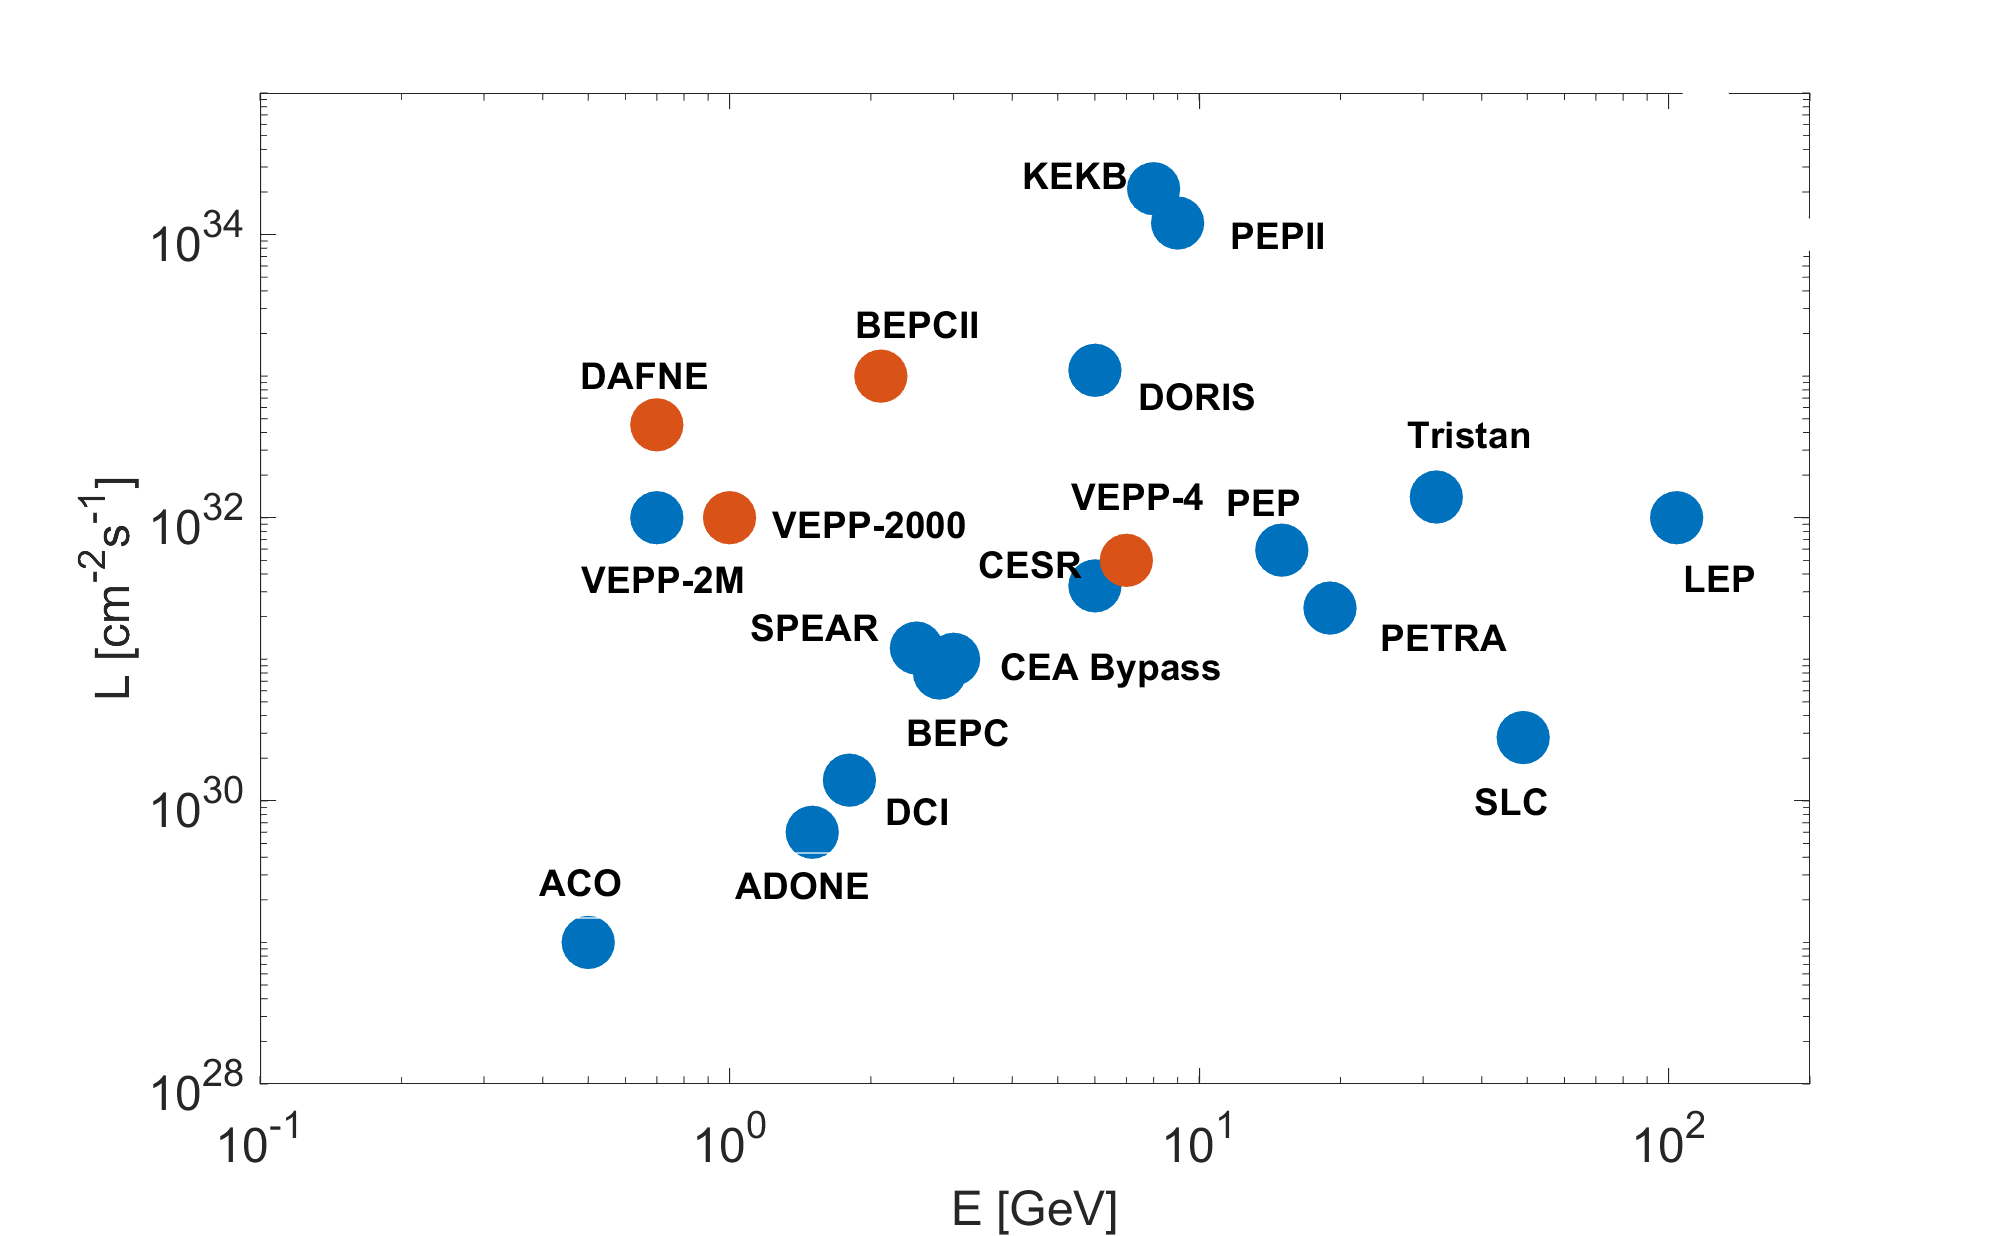 KEKB
PEPII
10^34
BEPCII
DAFNE
DORIS
Tristan
VEPP-4
PEP
10^32
VEPP-2000
CESR
VEPP-2M
LEP
SPEAR
PETRA
CEA Bypass
BEPC
L [cm^-2s^-1]
10^30
SLC
DCI
ACO
ADONE
10^28
10^-1
10^0
10^1
10^2
E [GeV]